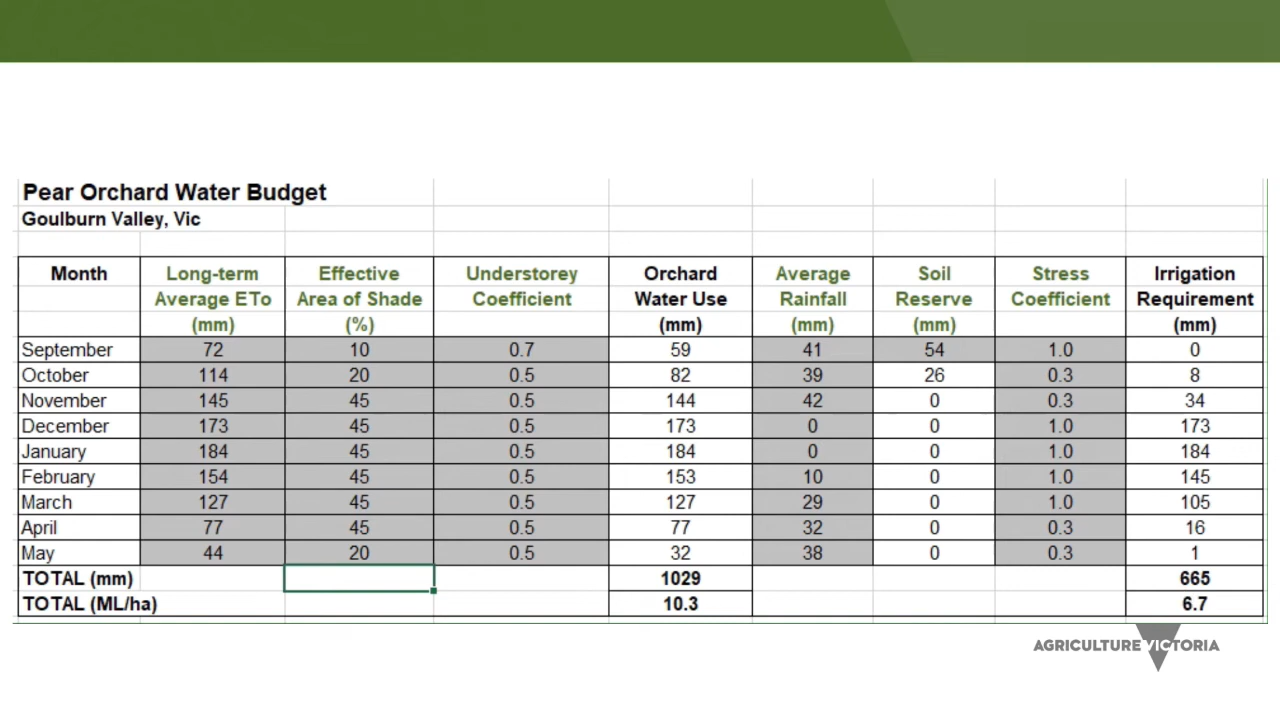 Pear Orchard Water Budget
Goulburn Valley, Vic
Month Long-term Effective Understorey Orchard Average Soil Stress Irrigation
Average ETo Area of Shade Coefficient Water Use Rainfall Reserve Coefficient Requirement
(mm) (%) (mm) (mm) (mm) (mm)
September 72 10 0.7 59 41 54 1.0 0
October 114 20 0.5 82 39 26 0.3 8
November 145 45 0.5 144 42 0 0.3 34
December 173 45 0.5 173 0 0 1.0 173
January 184 45 0.5 184 0 0 1.0 184
February 154 45 0.5 153 10 0 1.0 145
March 127 45 0.5 127 29 0 1.0 105
April 77 45 0.5 77 32 0 0.3 16
May 44 20 0.5 32 38 0 0.3 1
TOTAL (mm) 1029 665
TOTAL (ML/ha) 10.3 6.7
AGRICULTURE VICTORIA